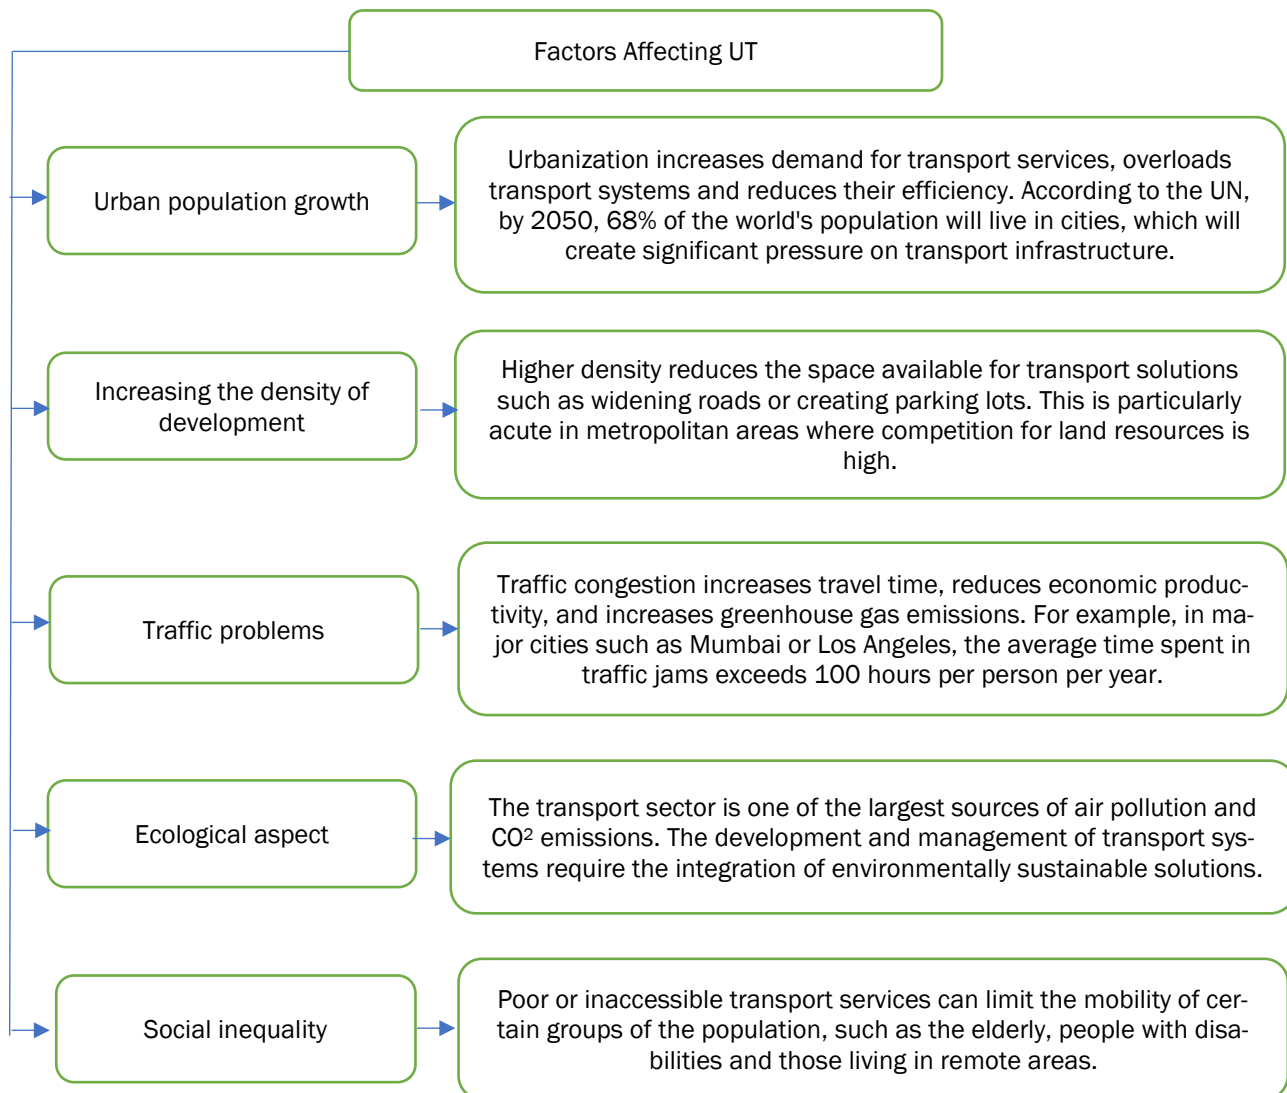 Factors Affecting UT
Urban population growth
Urbanization increases demand for transport services, overloads
transport systems and reduces their efficiency. According to the UN,
by 2050, 68% of the world's population will live in cities, which will
create significant pressure on transport infrastructure.
Increasing the density of
development
Higher density reduces the space available for transport solutions
such as widening roads or creating parking lots. This is particularly
acute in metropolitan areas where competition for land resources is
high.
Traffic problems
Traffic congestion increases travel time, reduces economic produc-
tivity, and increases greenhouse gas emissions. For example, in ma-
jor cities such as Mumbai or Los Angeles, the average time spent in
traffic jams exceeds 100 hours per person per year.
Ecological aspect
The transport sector is one of the largest sources of air pollution and
CO² emissions. The development and management of transport sys-
tems require the integration of environmentally sustainable solutions.
Social inequality
Poor or inaccessible transport services can limit the mobility of cer-
tain groups of the population, such as the elderly, people with disa-
bilities and those living in remote areas.